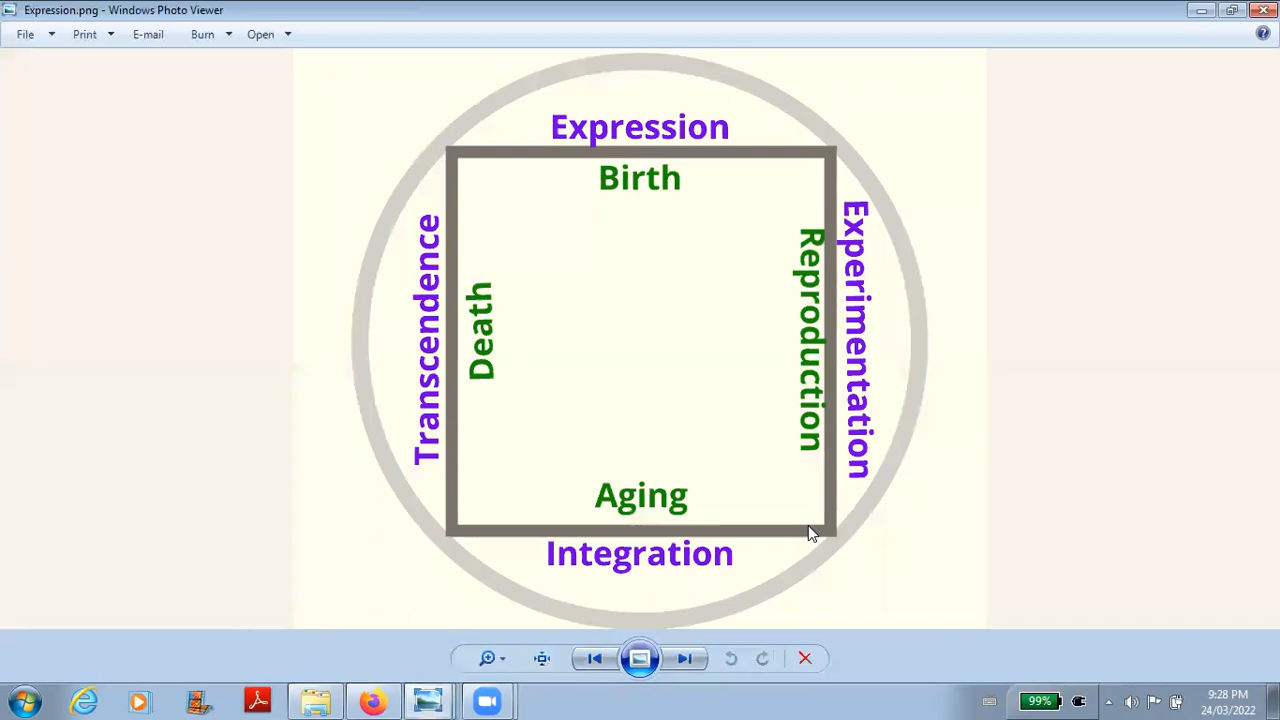 Expression.png - Windows Photo Viewer
File Print E-mail Burn Open
Expression
Birth
Transcendence
Death
Reproduction
Experimentation
Aging
Integration
99%
9:28 PM
24/03/2022